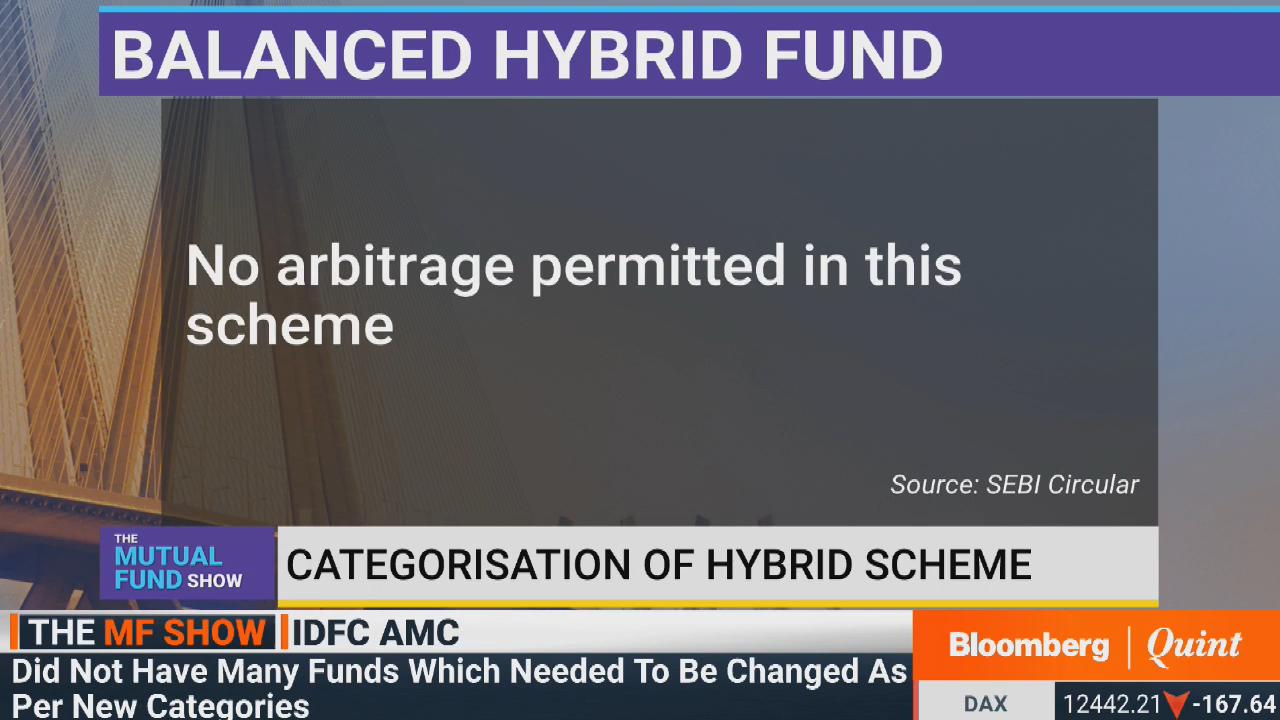 BALANCED HYBRID FUND
No arbitrage permitted in this
scheme
Source: SEBI Circular
THE
MUTUAL
FUND SHOW
CATEGORISATION OF HYBRID SCHEME
THE MF SHOW IDFC AMC
Did Not Have Many Funds Which Needed To Be Changed As
Per New Categories
Bloomberg | Quint
DAX 12442.21 -167.64